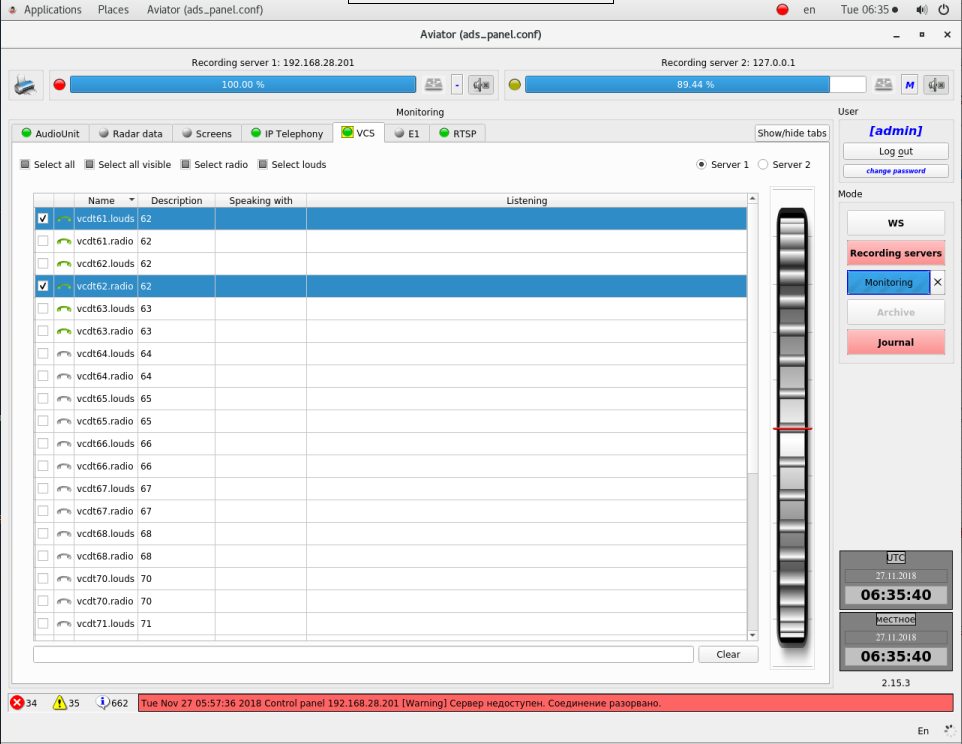 Applications Places Aviator (ads_panel.conf) en Tue 06:35
Aviator (ads_panel.conf)
Recording server 1: 192.168.28.201 Recording server 2: 127.0.0.1
100.00 % - 89.44 % M
Monitoring
AudioUnit Radar data Screens IP Telephony VCS E1 RTSP Show/hide tabs
Select all Select all visible Select radio Select louds Server 1 Server 2
Name Description Speaking with Listening
vcdt61.louds 62
vcdt61.radio 62
vcdt62.louds 62
vcdt62.radio 62
vcdt63.louds 63
vcdt63.radio 63
vcdt64.louds 64
vcdt64.radio 64
vcdt65.louds 65
vcdt65.radio 65
vcdt66.louds 66
vcdt66.radio 66
vcdt67.louds 67
vcdt67.radio 67
vcdt68.louds 68
vcdt68.radio 68
vcdt70.louds 70
vcdt70.radio 70
vcdt71.louds 71
Clear
User
[admin]
Log out
change password
Mode
WS
Recording servers
Monitoring
Archive
Journal
UTC
27.11.2018
06:35:40
местное
27.11.2018
06:35:40
2.15.3
34 35 662 Tue Nov 27 05:57:36 2018 Control panel 192.168.28.201 [Warning] Сервер недоступен. Соединение разорвано.
En